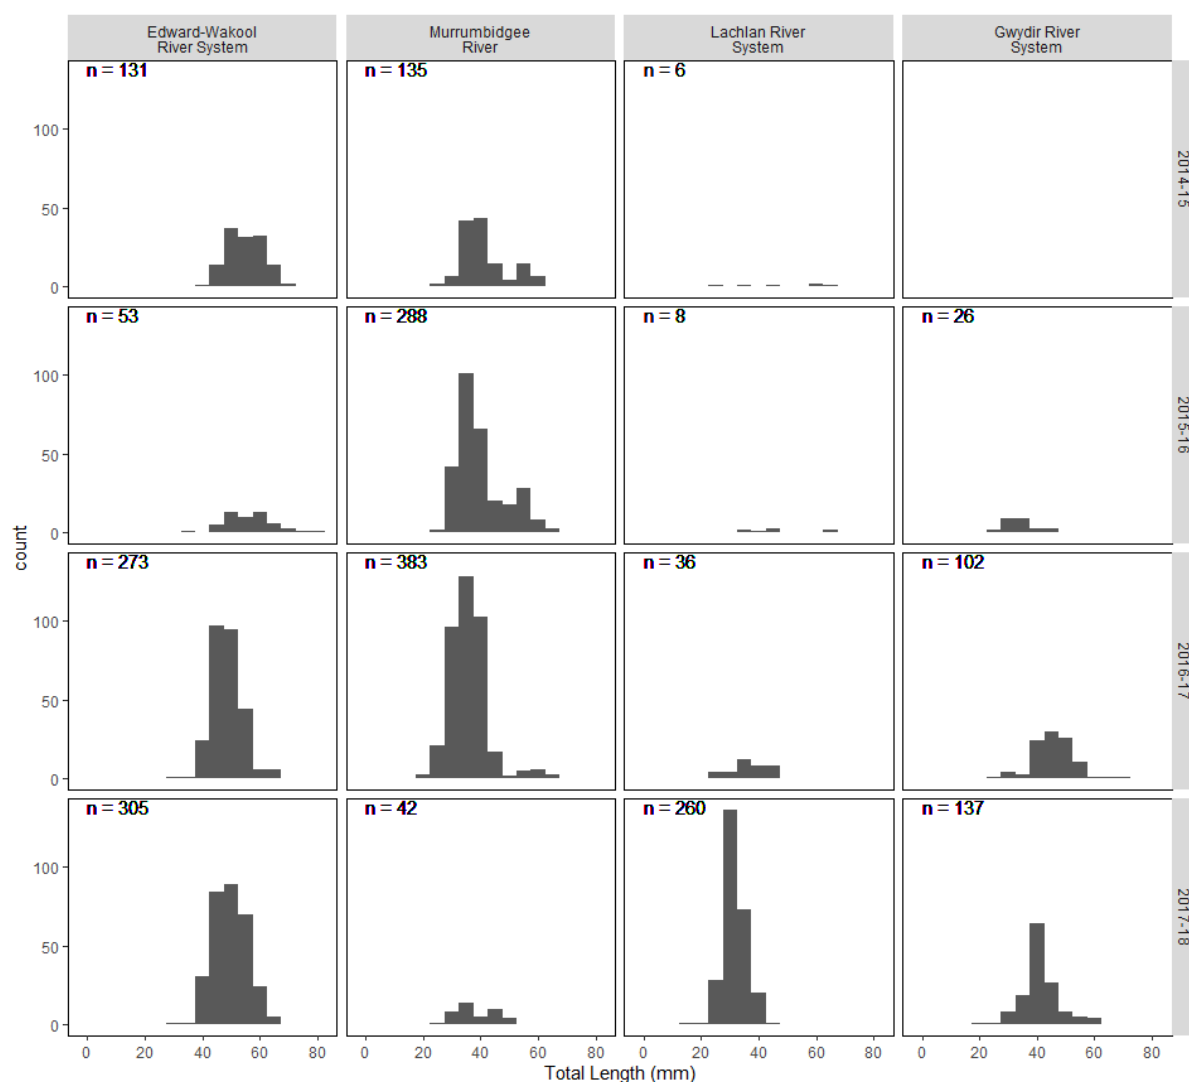 Edward-Wakool
River System
Murrumbidgee
River
Lachlan River
System
Gwydir River
System
n = 131
n = 135
n = 6
100
50
0
2014-15
n = 53
n = 288
n = 8
n = 26
100
50
0
2015-16
count
n = 273
n = 383
n = 36
n = 102
100
50
0
2016-17
n = 305
n = 42
n = 260
n = 137
100
50
0
2017-18
0 20 40 60 80 0 20 40 60 80 0 20 40 60 80 0 20 40 60 80
Total Length (mm)